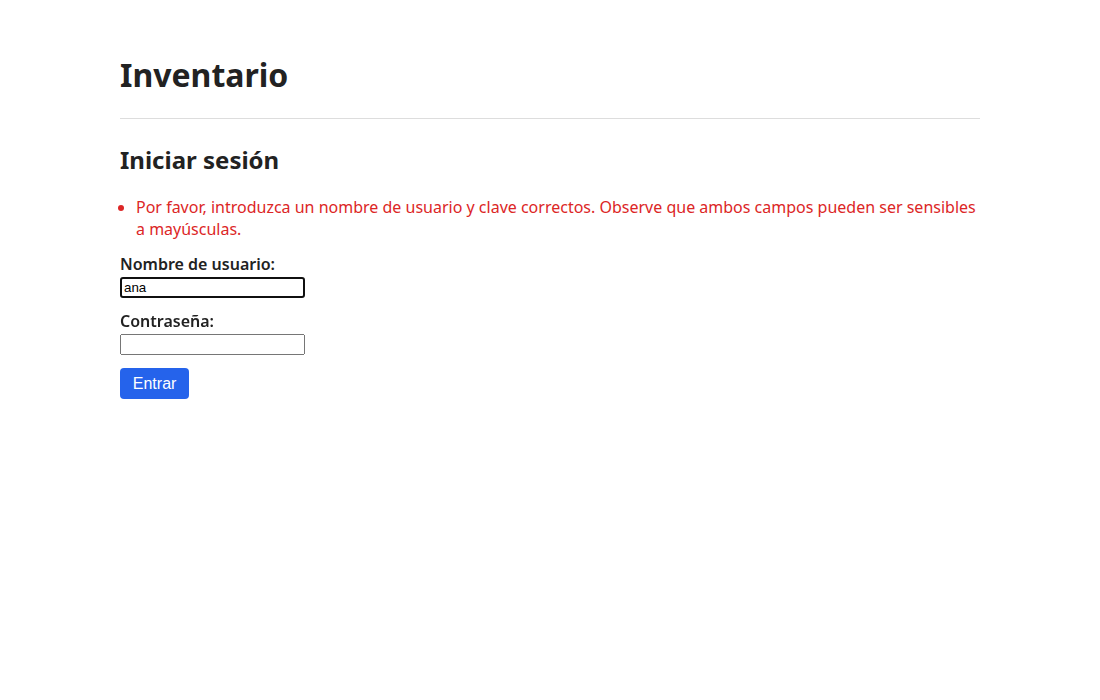 Inventario
Iniciar sesión
Por favor, introduzca un nombre de usuario y clave correctos. Observe que ambos campos pueden ser sensibles
a mayúsculas.
Nombre de usuario:
ana
Contraseña:
Entrar